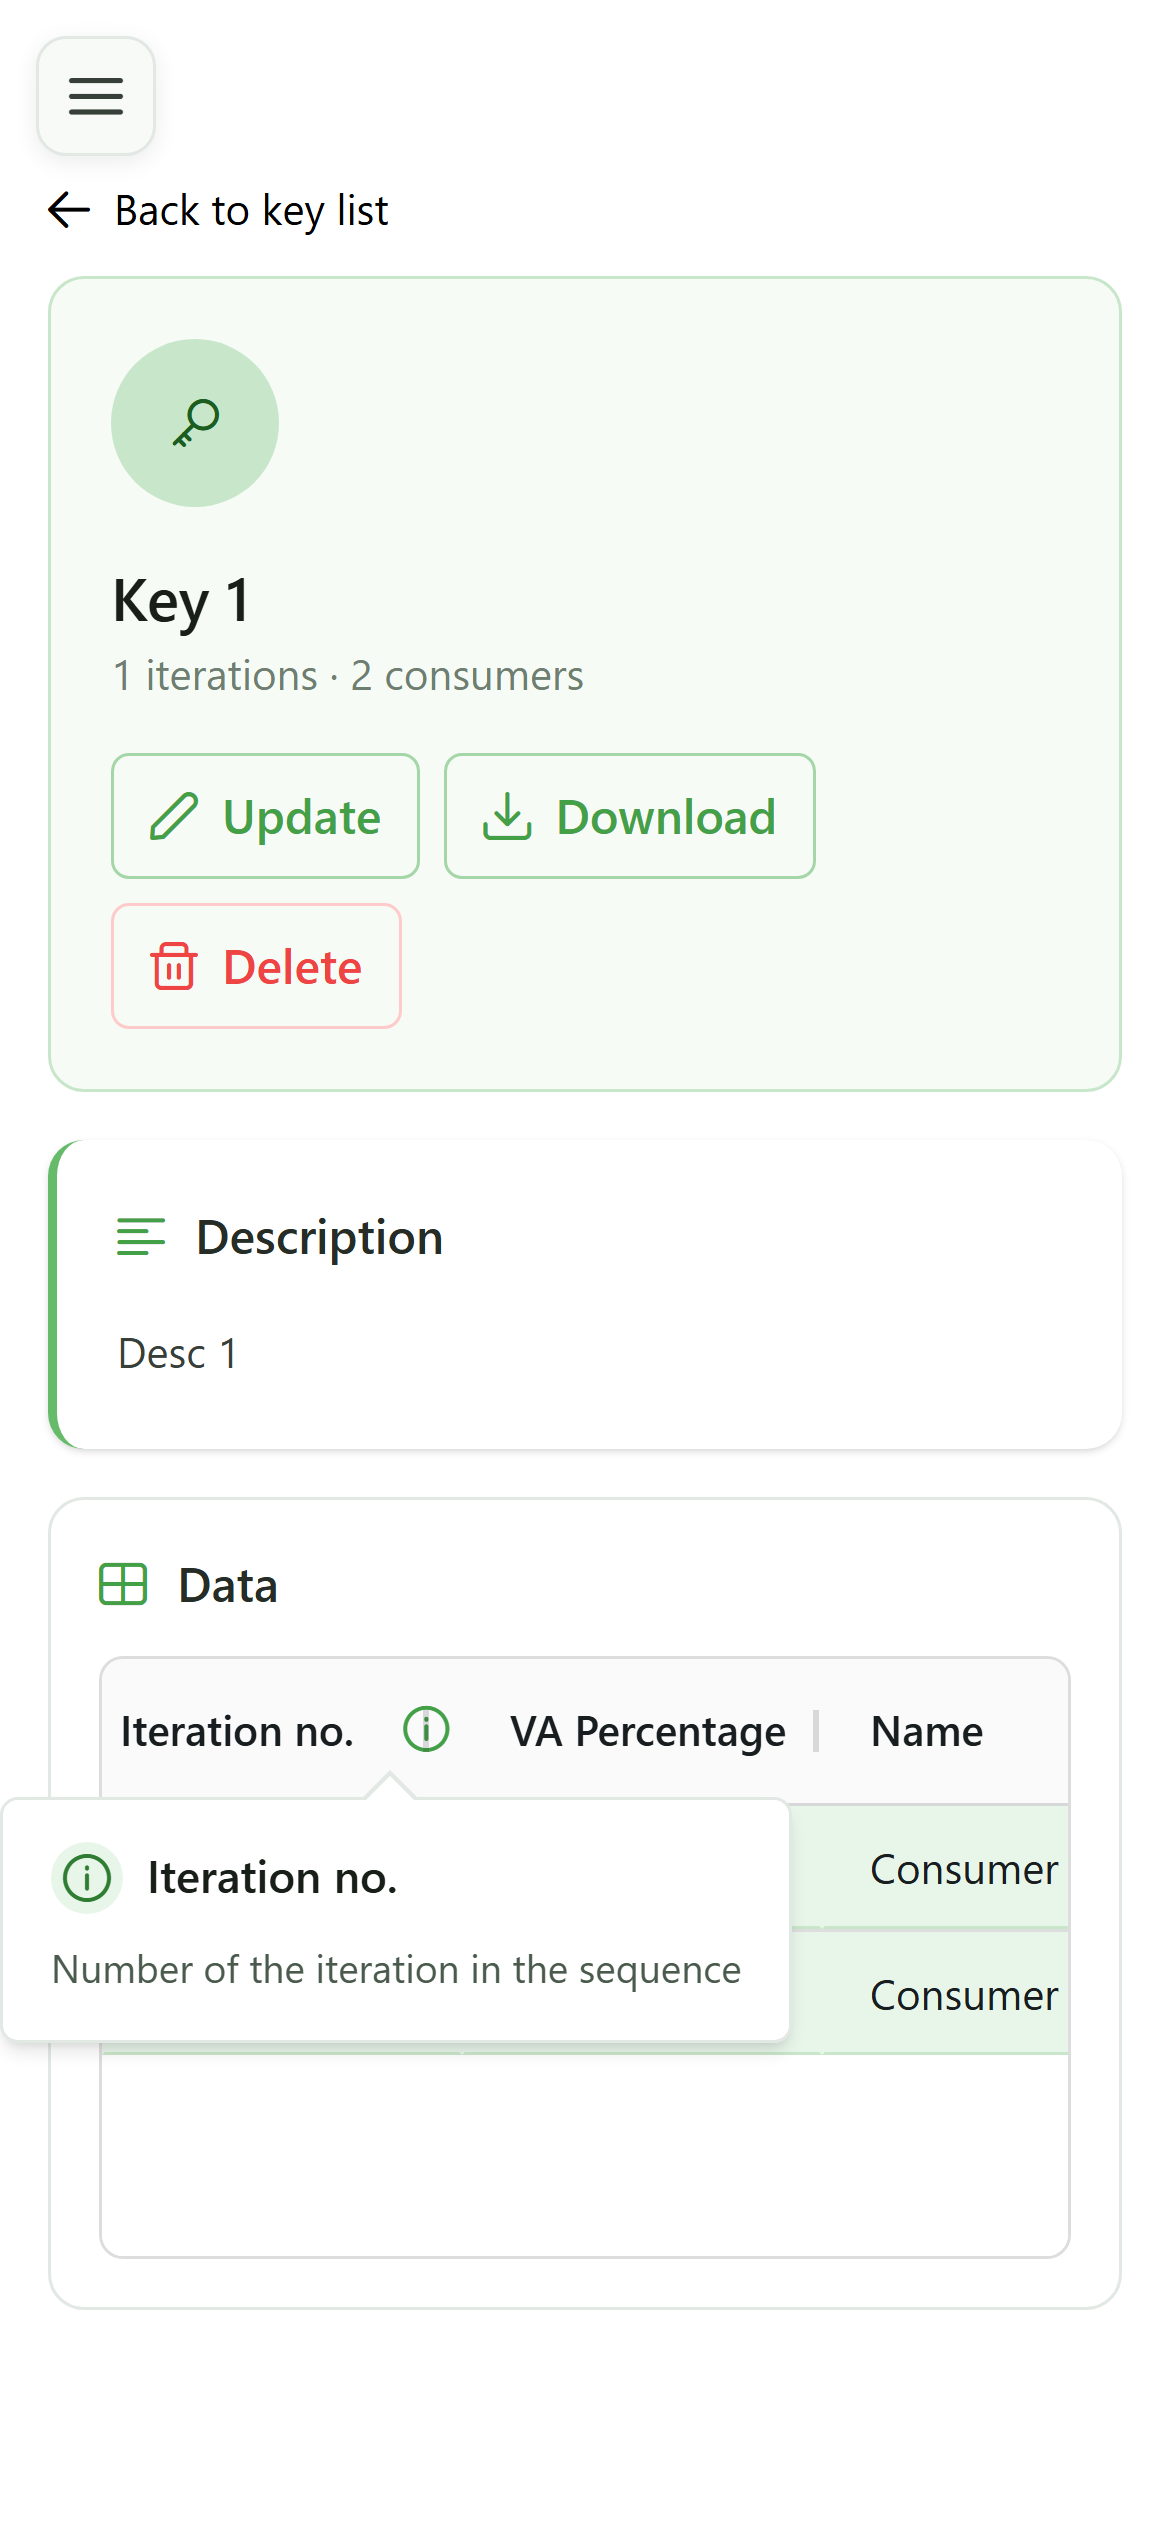 Back to key list
Key 1
1 iterations · 2 consumers
Update
Download
Delete
Description
Desc 1
Data
Iteration no.
VA Percentage
Name
Iteration no.
Number of the iteration in the sequence
Consumer
Consumer